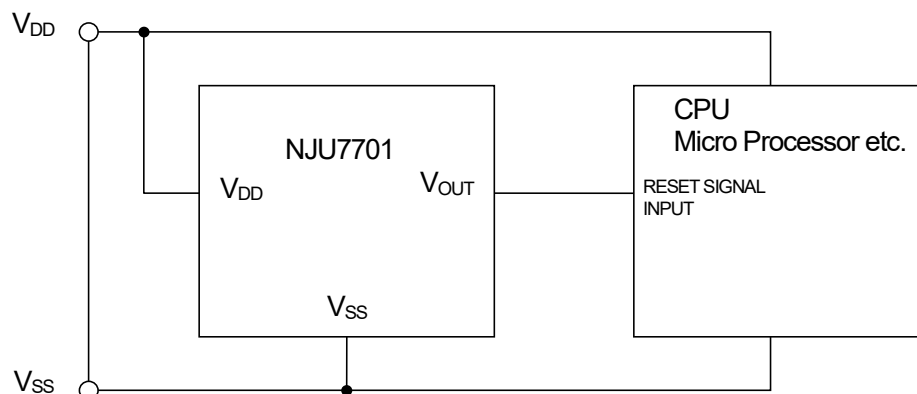 VDD
NJU7701
VDD
VOUT
VSS
CPU
Micro Processor etc.
RESET SIGNAL
INPUT
VSS